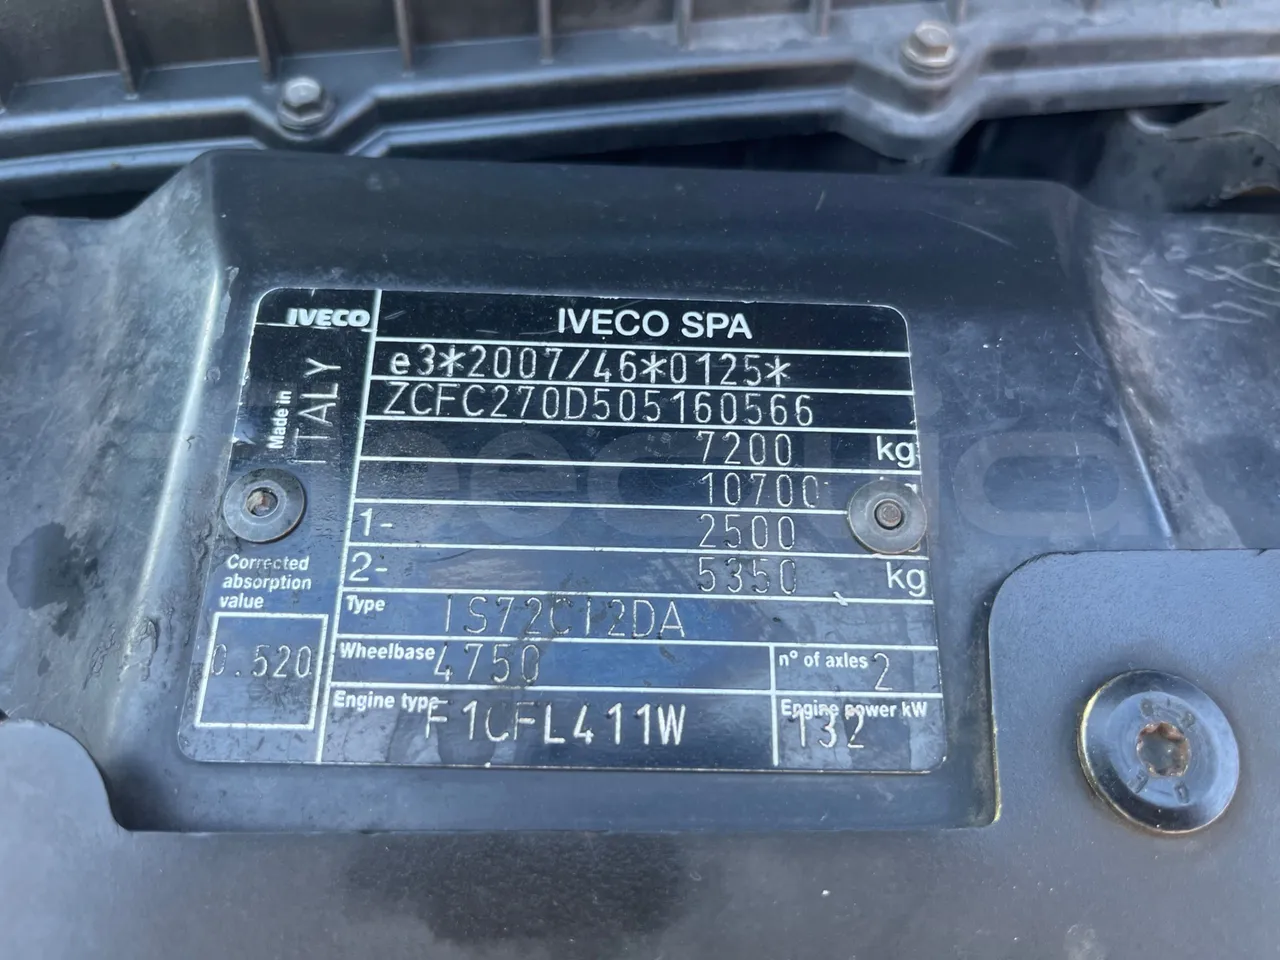 IVECO
IVECO SPA
Made in
ITALY
e3*2007/46*0125*
ZCFC270D505160566
7200 kg
10700
1- 2500
2- 5350 kg
Corrected
absorption
value
0.520
Type IS72CI2DA
Wheelbase 4750
n° of axles 2
Engine type F1CFL411W
Engine power kW
132